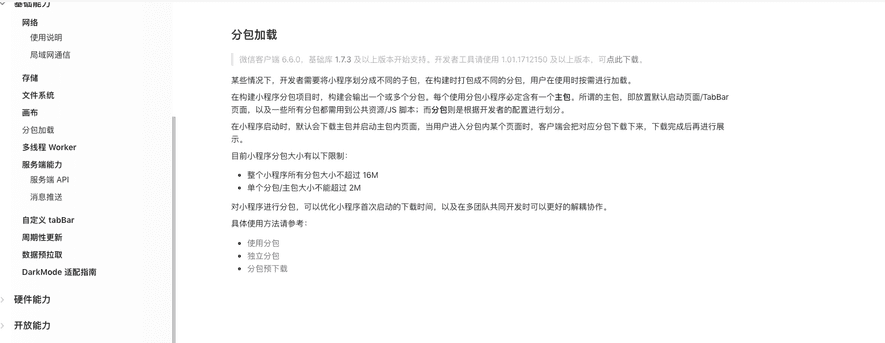 基础能力
网络
使用说明
局域网通信
存储
文件系统
画布
分包加载
多线程 Worker
服务端能力
服务端 API
消息推送
自定义 tabBar
周期性更新
数据预拉取
DarkMode 适配指南
硬件能力
开放能力
分包加载
微信客户端 6.6.0，基础库 1.7.3 及以上版本开始支持。开发者工具请使用 1.01.1712150 及以上版本，可点此下载。
某些情况下，开发者需要将小程序划分成不同的子包，在构建时打包成不同的分包，用户在使用时按需进行加载。
在构建小程序分包项目时，构建会输出一个或多个分包。每个使用分包小程序必定含有一个主包。所谓的主包，即放置默认启动页面/TabBar
页面，以及一些所有分包都需用到公共资源/JS 脚本；而分包则是根据开发者的配置进行划分。
在小程序启动时，默认会下载主包并启动主包内页面，当用户进入分包内某个页面时，客户端会把对应分包下载下来，下载完成后再进行展
示。
目前小程序分包大小有以下限制：
整个小程序所有分包大小不超过 16M
单个分包/主包大小不能超过 2M
对小程序进行分包，可以优化小程序首次启动的下载时间，以及在多团队共同开发时可以更好的解耦协作。
具体使用方法请参考：
使用分包
独立分包
分包预下载